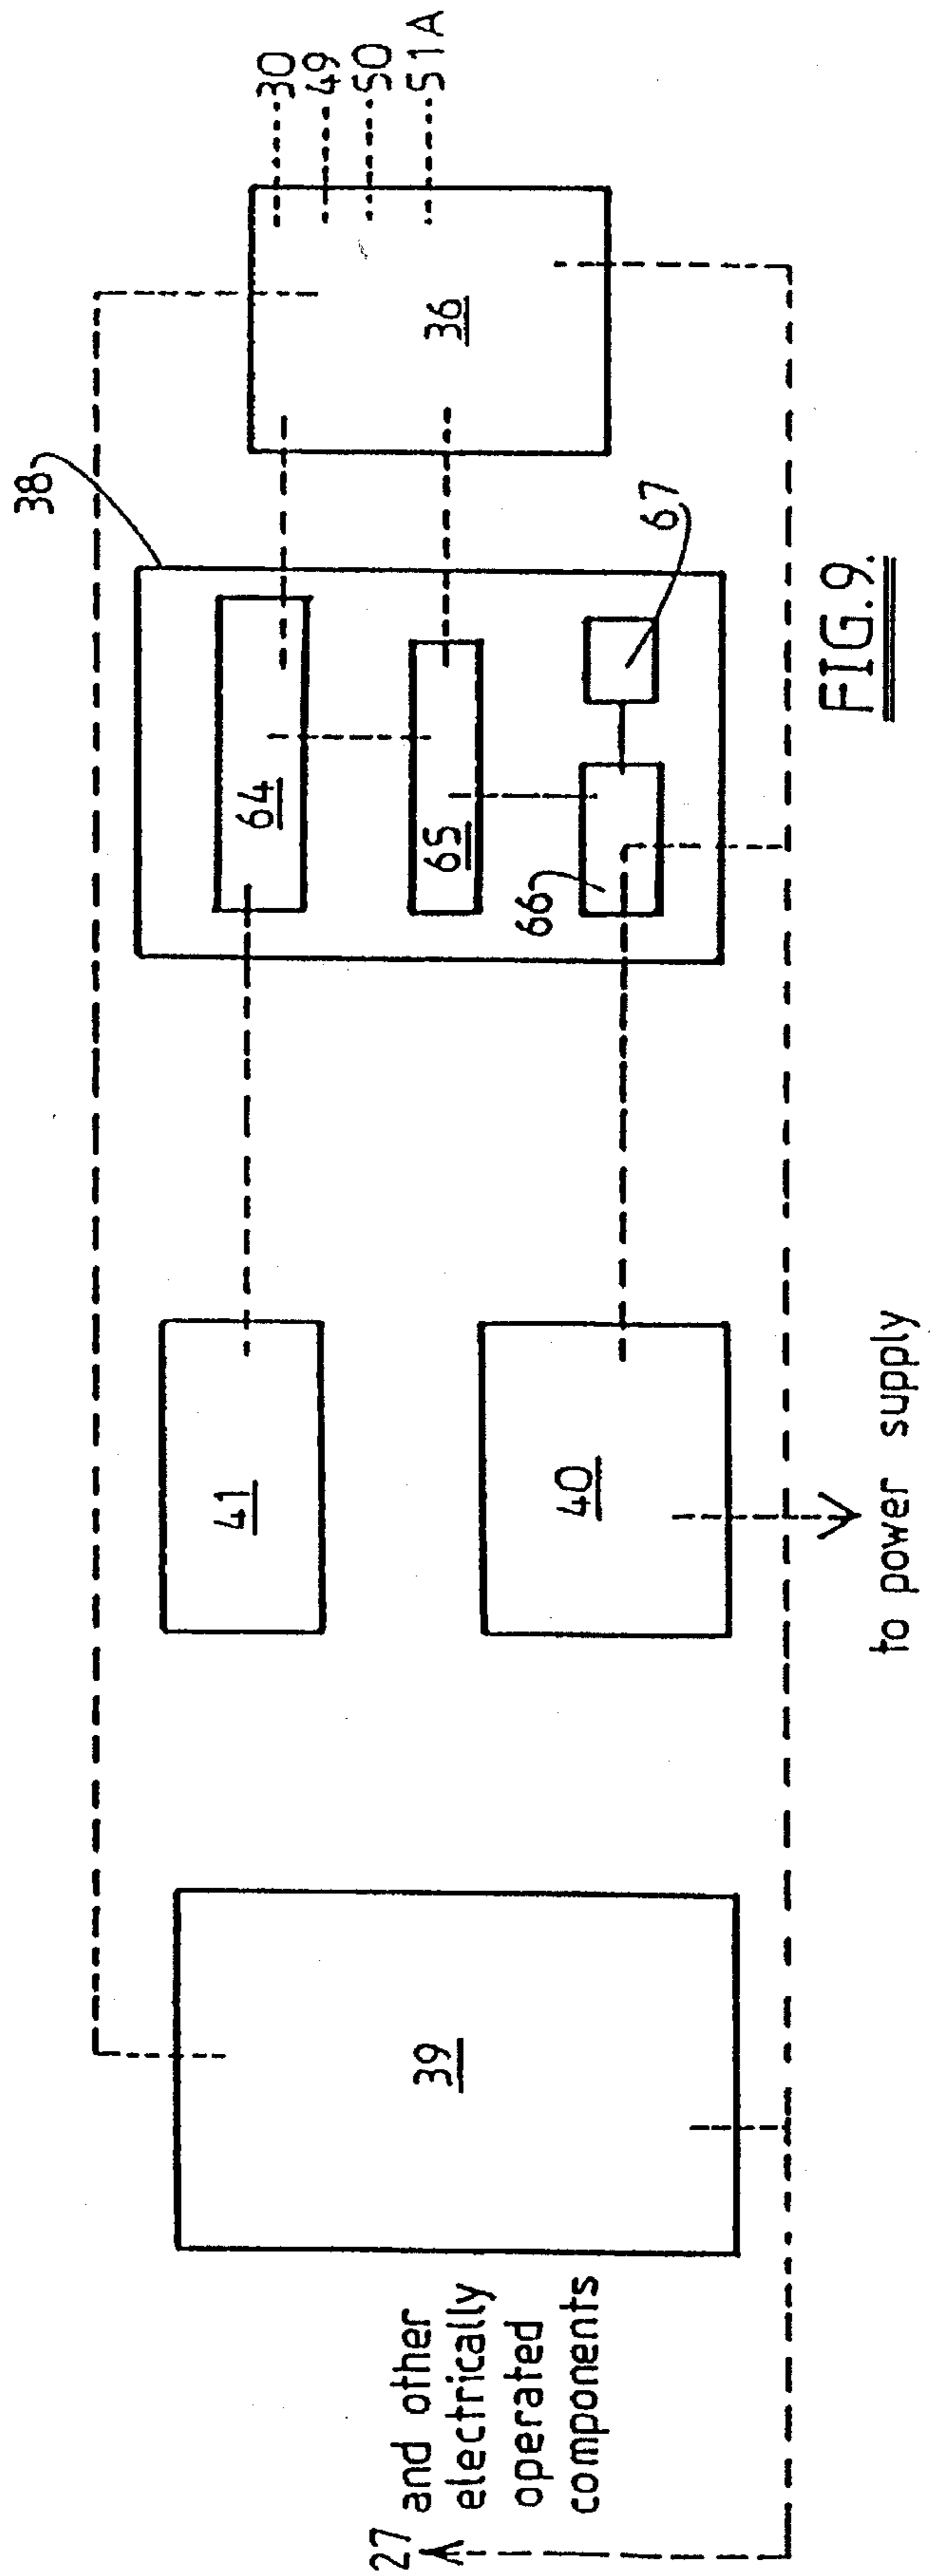 38
30
49
50
51A
36
64
65
66
67
41
40
39
27 and other
electrically
operated
components
to power supply
FIG.9.